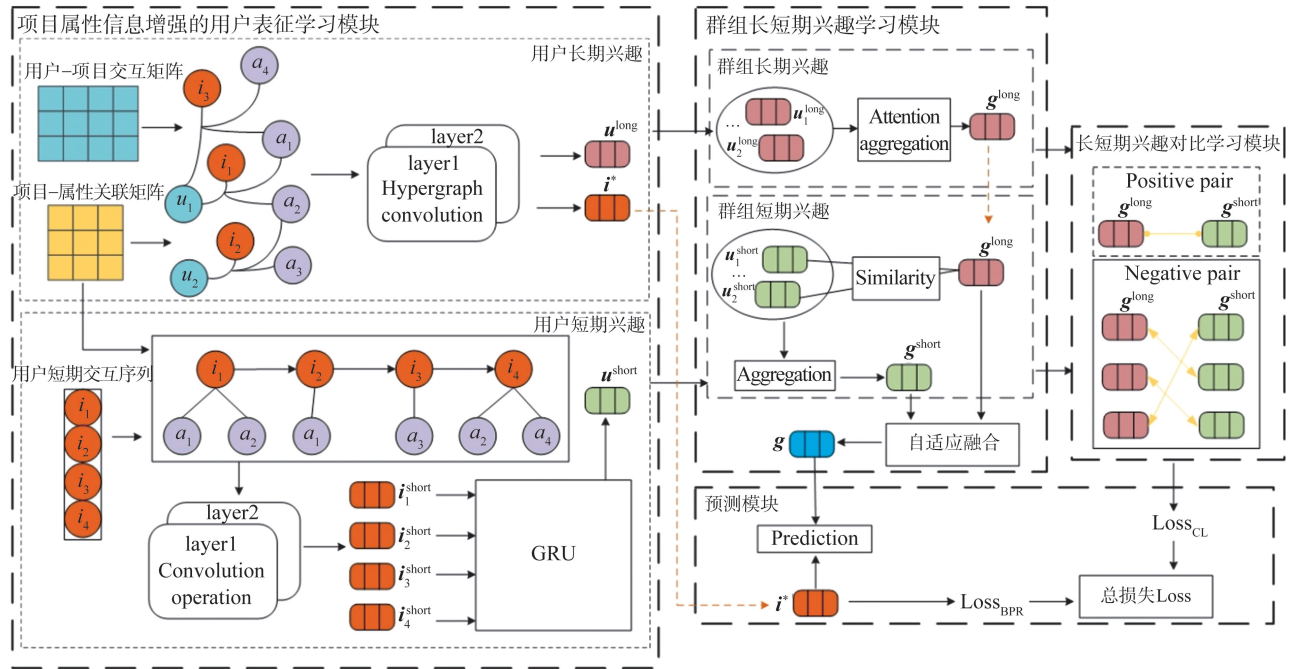 项目属性信息增强的用户表征学习模块
用户长期兴趣
用户–项目交互矩阵
a4
i3
a1
i1
项目–属性关联矩阵
u1
a2
i2
a3
u2
layer2
layer1
Hypergraph
convolution
u^long
i*
用户短期兴趣
用户短期交互序列
i1
i2
i3
i4
i1
i2
i3
i4
a1
a2
a1
a3
a2
a4
u^short
layer2
layer1
Convolution
operation
i1^short
i2^short
i3^short
i4^short
GRU
群组长短期兴趣学习模块
群组长期兴趣
... u1^long
u2^long
Attention
aggregation
g^long
群组短期兴趣
u1^short
...
u2^short
Similarity
g^long
Aggregation
g^short
g
自适应融合
长短期兴趣对比学习模块
Positive pair
g^long
g^short
Negative pair
g^long
g^short
预测模块
Prediction
i*
Loss_BPR
Loss_CL
总损失Loss